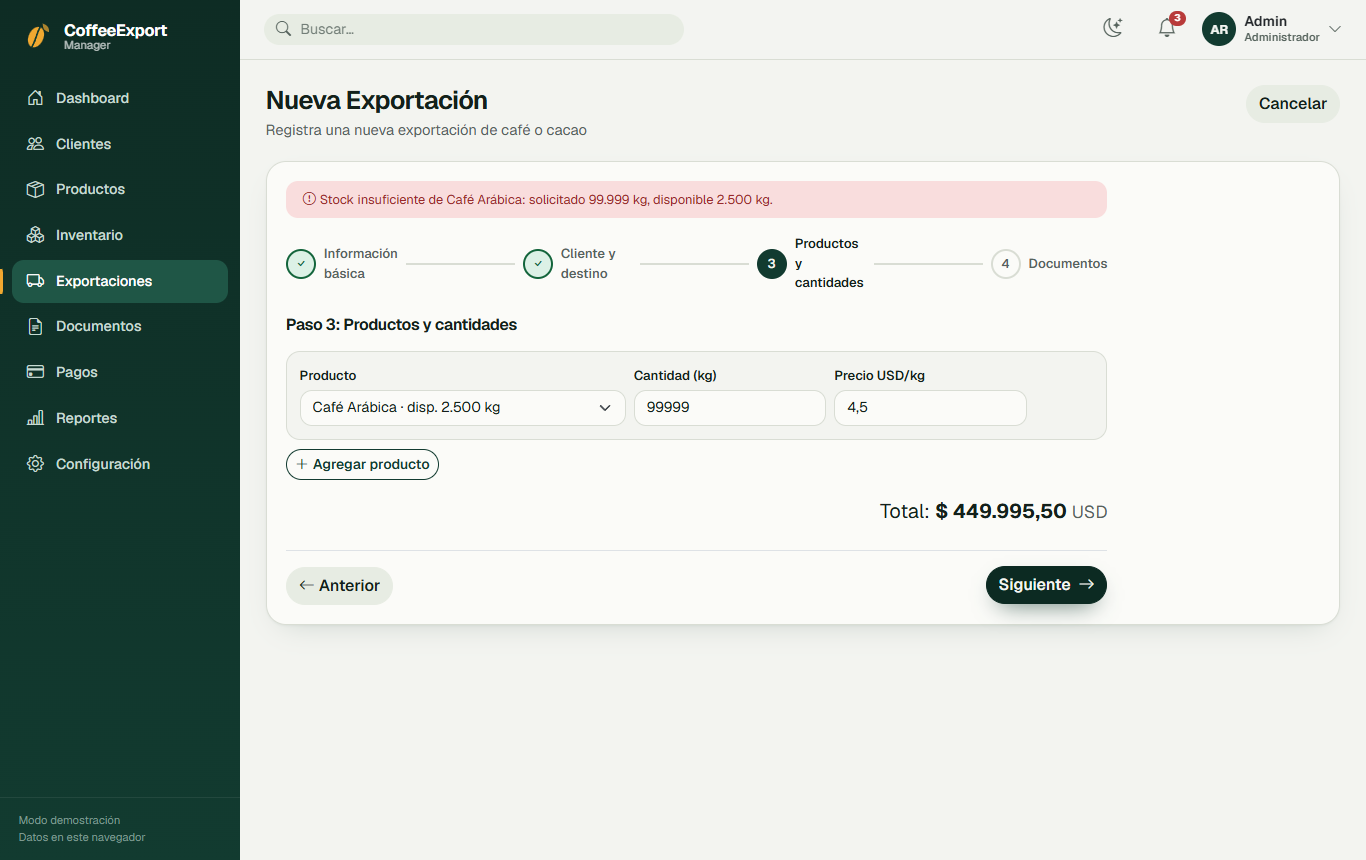 CoffeeExport
Manager
Dashboard
Clientes
Productos
Inventario
Exportaciones
Documentos
Pagos
Reportes
Configuración
Modo demostración
Datos en este navegador
Buscar...
3
AR
Admin
Administrador
Nueva Exportación
Registra una nueva exportación de café o cacao
Cancelar
Stock insuficiente de Café Arábica: solicitado 99.999 kg, disponible 2.500 kg.
Información
básica
Cliente y
destino
3
Productos
y
cantidades
4
Documentos
Paso 3: Productos y cantidades
Producto
Cantidad (kg)
Precio USD/kg
Café Arábica · disp. 2.500 kg
99999
4,5
+ Agregar producto
Total: $ 449.995,50 USD
← Anterior
Siguiente →